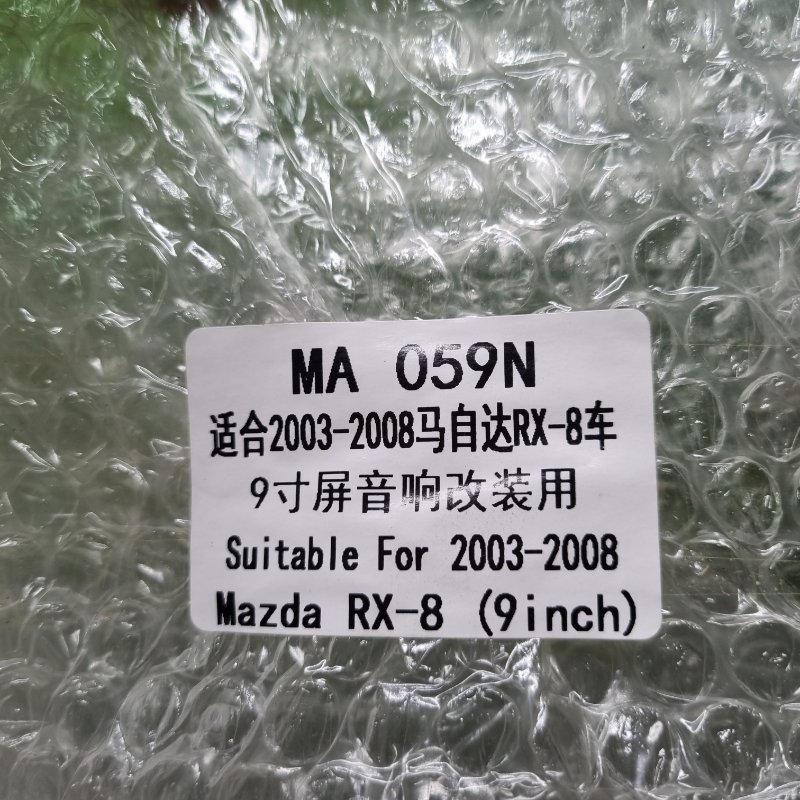 MA 059N
适合2003-2008马自达RX-8车
9寸屏音响改装用
Suitable For 2003-2008
Mazda RX-8 (9inch)